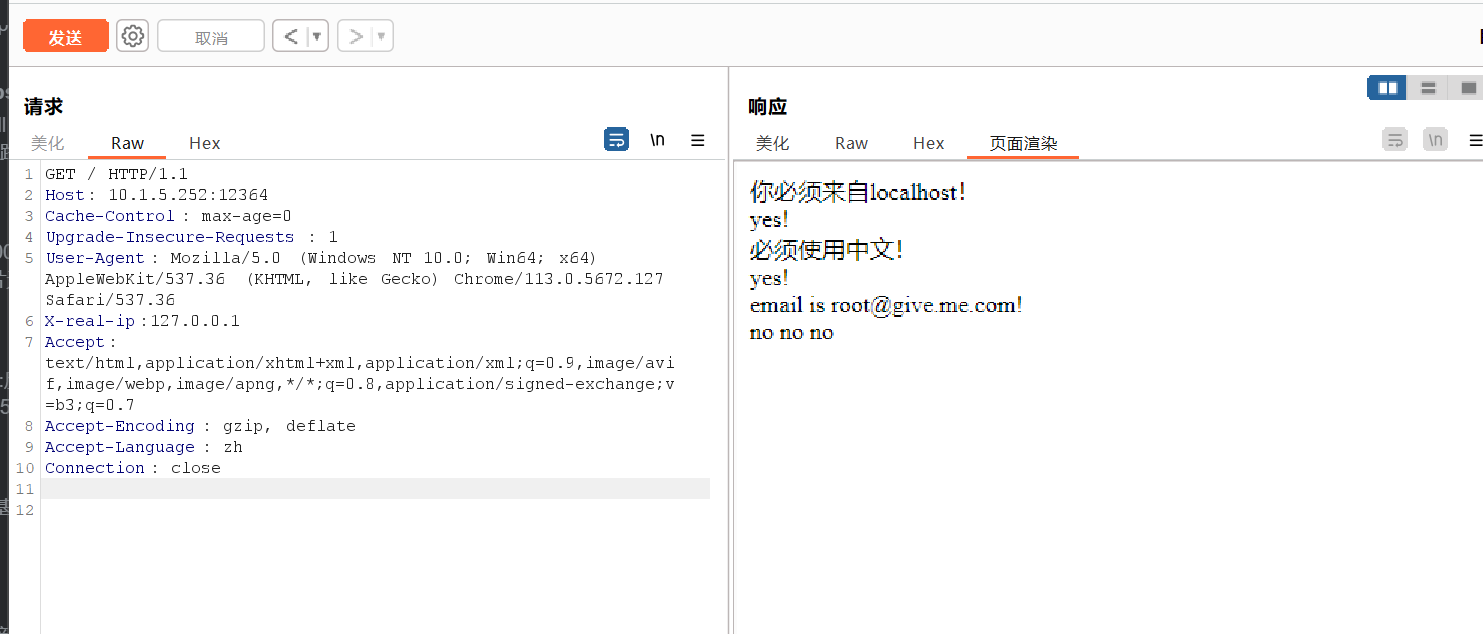 发送
取消
<
>
请求
响应
美化
Raw
Hex
\n
美化
Raw
Hex
页面渲染
\n
1 GET / HTTP/1.1
2 Host: 10.1.5.252:12364
3 Cache-Control: max-age=0
4 Upgrade-Insecure-Requests: 1
5 User-Agent: Mozilla/5.0 (Windows NT 10.0; Win64; x64)
AppleWebKit/537.36 (KHTML, like Gecko) Chrome/113.0.5672.127
Safari/537.36
6 X-real-ip:127.0.0.1
7 Accept:
text/html,application/xhtml+xml,application/xml;q=0.9,image/avi
f,image/webp,image/apng,*/*;q=0.8,application/signed-exchange;v
=b3;q=0.7
8 Accept-Encoding: gzip, deflate
9 Accept-Language: zh
10 Connection: close
11
12
你必须来自localhost!
yes!
必须使用中文!
yes!
email is root@give.me.com!
no no no